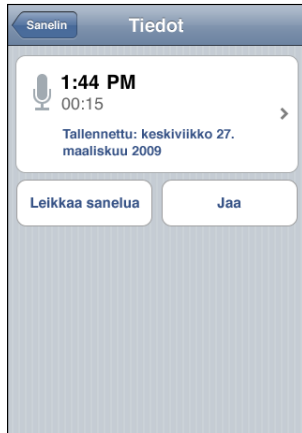 Sanelin
Tiedot
1:44 PM
00:15
Tallennettu: keskiviikko 27.
maaliskuu 2009
Leikkaa sanelua
Jaa